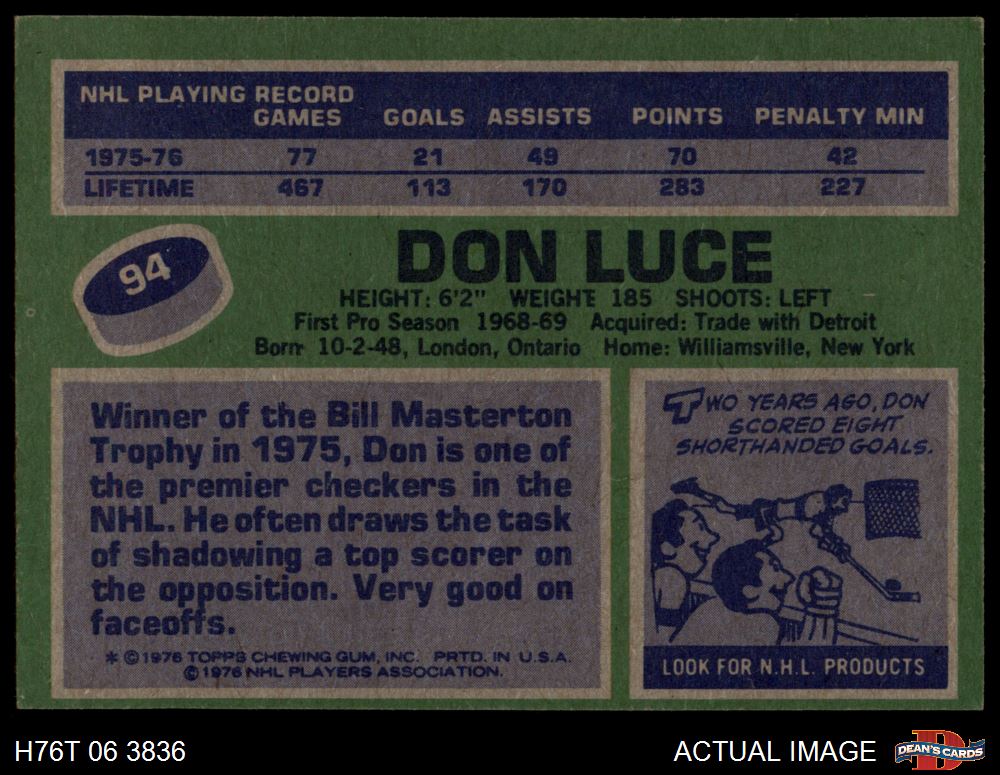 NHL PLAYING RECORD
GAMES GOALS ASSISTS POINTS PENALTY MIN
1975-76 77 21 49 70 42
LIFETIME 467 113 170 283 227
94
DON LUCE
HEIGHT: 6'2" WEIGHT 185 SHOOTS: LEFT
First Pro Season 1968-69 Acquired: Trade with Detroit
Born 10-2-48, London, Ontario Home: Williamsville, New York
Winner of the Bill Masterton
Trophy in 1975, Don is one of
the premier checkers in the
NHL. He often draws the task
of shadowing a top scorer on
the opposition. Very good on
faceoffs.
* © 1976 TOPPS CHEWING GUM, INC. PRTD. IN U.S.A.
© 1976 NHL PLAYERS ASSOCIATION.
TWO YEARS AGO, DON
SCORED EIGHT
SHORTHANDED GOALS.
LOOK FOR N.H.L. PRODUCTS
H76T 06 3836
ACTUAL IMAGE
D
DEAN'S CARDS